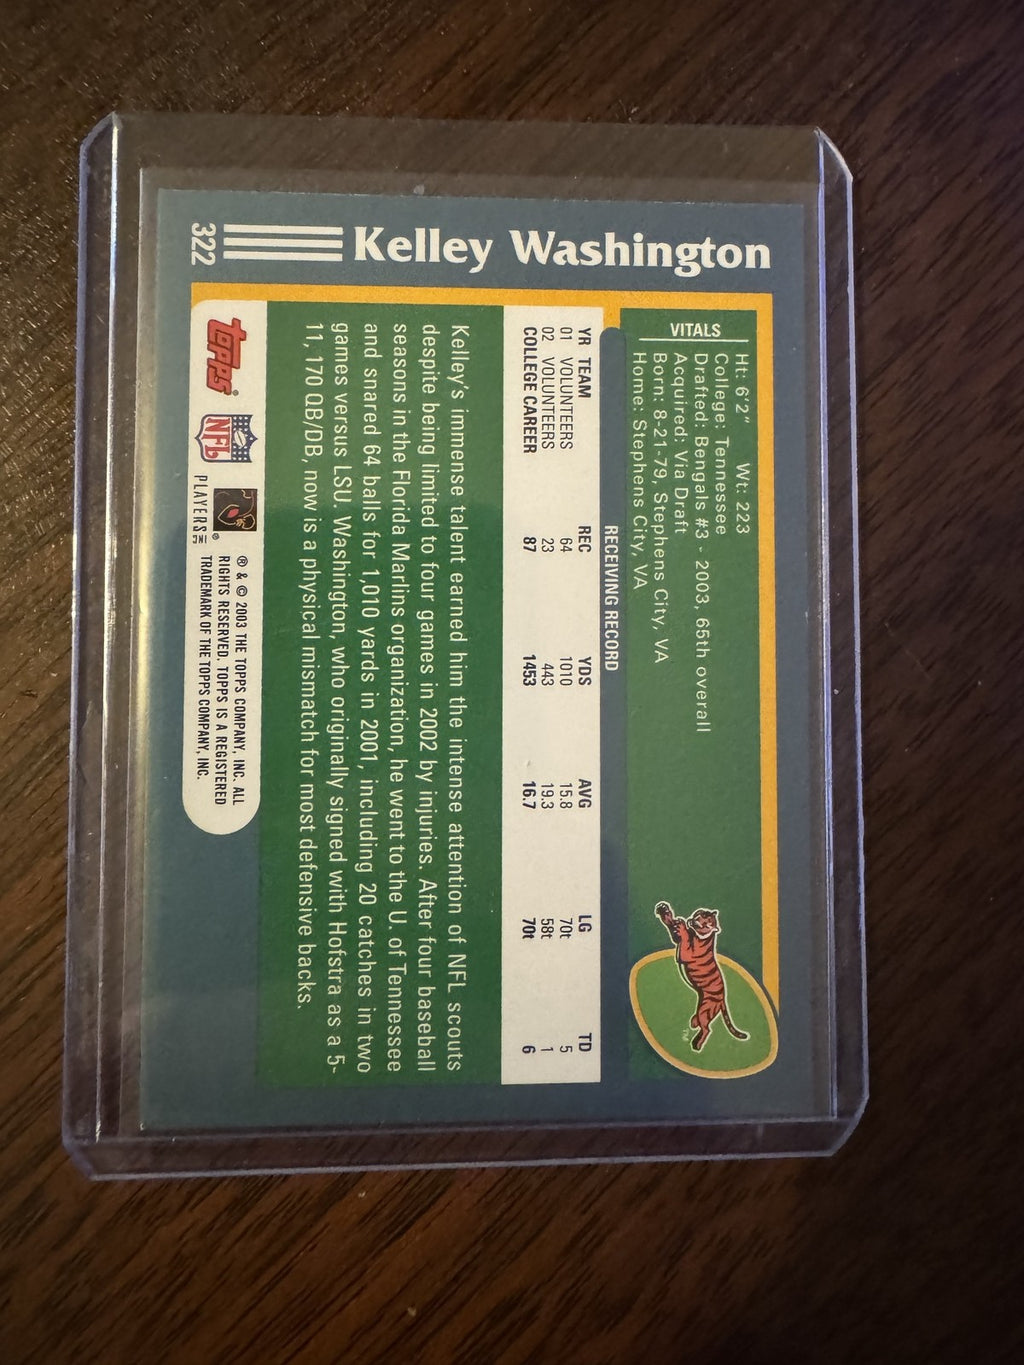 322
Kelley Washington
VITALS
Ht: 6'2" Wt: 223
College: Tennessee
Drafted: Bengals #3 - 2003, 65th overall
Acquired: Via Draft
Born: 8-21-79, Stephens City, VA
Home: Stephens City, VA
TM
RECEIVING RECORD
YR TEAM REC YDS AVG LG TD
01 VOLUNTEERS 64 1010 15.8 70t 5
02 VOLUNTEERS 23 443 19.3 58t 1
COLLEGE CAREER 87 1453 16.7 70t 6
Kelley's immense talent earned him the intense attention of NFL scouts
despite being limited to four games in 2002 by injuries. After four baseball
seasons in the Florida Marlins organization, he went to the U. of Tennessee
and snared 64 balls for 1,010 yards in 2001, including 20 catches in two
games versus LSU. Washington, who originally signed with Hofstra as a 5-
11, 170 QB/DB, now is a physical mismatch for most defensive backs.
Topps®
NFL
PLAYERS INC ®
® & © 2003 THE TOPPS COMPANY, INC. ALL
RIGHTS RESERVED. TOPPS IS A REGISTERED
TRADEMARK OF THE TOPPS COMPANY, INC.